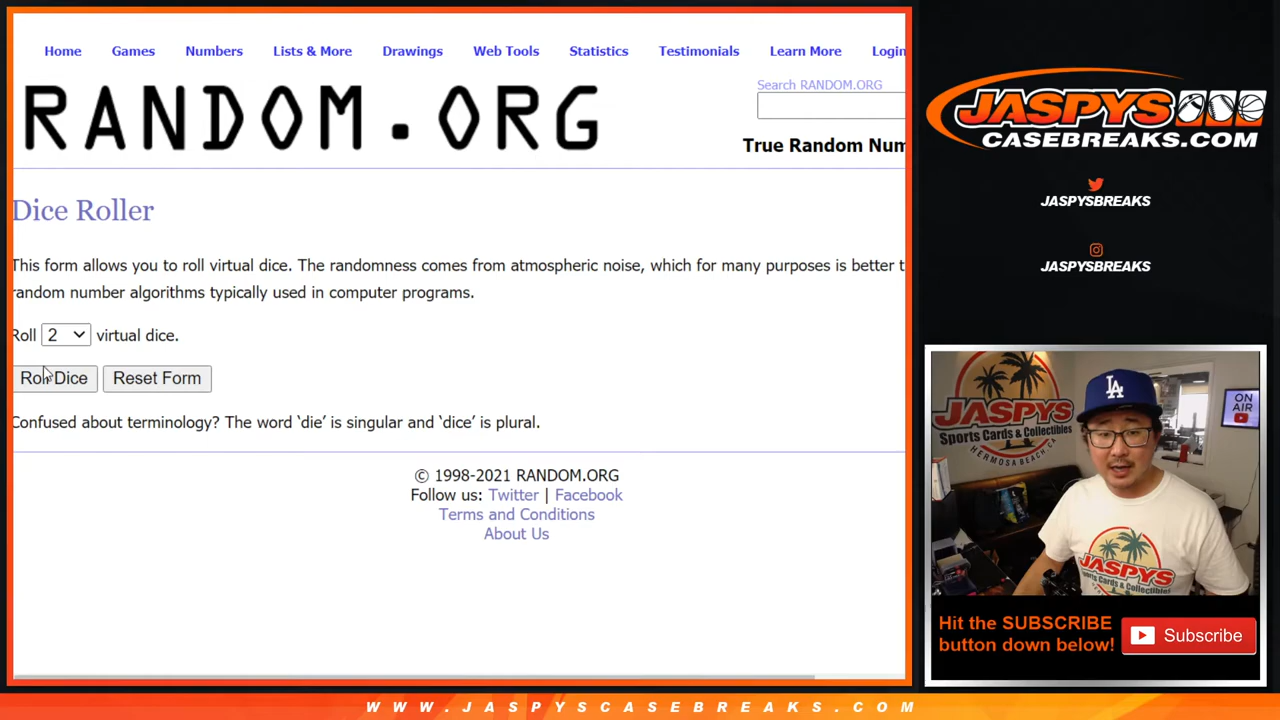 Home Games Numbers Lists & More Drawings Web Tools Statistics Testimonials Learn More Login
RANDOM.ORG
Search RANDOM.ORG
True Random Num
Dice Roller
This form allows you to roll virtual dice. The randomness comes from atmospheric noise, which for many purposes is better t
random number algorithms typically used in computer programs.
Roll 2 virtual dice.
Roll Dice Reset Form
Confused about terminology? The word ‘die’ is singular and ‘dice’ is plural.
© 1998-2021 RANDOM.ORG
Follow us: Twitter | Facebook
Terms and Conditions
About Us
JASPYS
CASEBREAKS.COM
JASPYSBREAKS
JASPYSBREAKS
JASPYS
Sports Cards & Collectibles
HERMOSA BEACH CA
ON
AIR
LA
JASPYS
Sports Cards & Collectibles
Hit the SUBSCRIBE
button down below!
Subscribe
WWW.JASPYSCASEBREAKS.COM